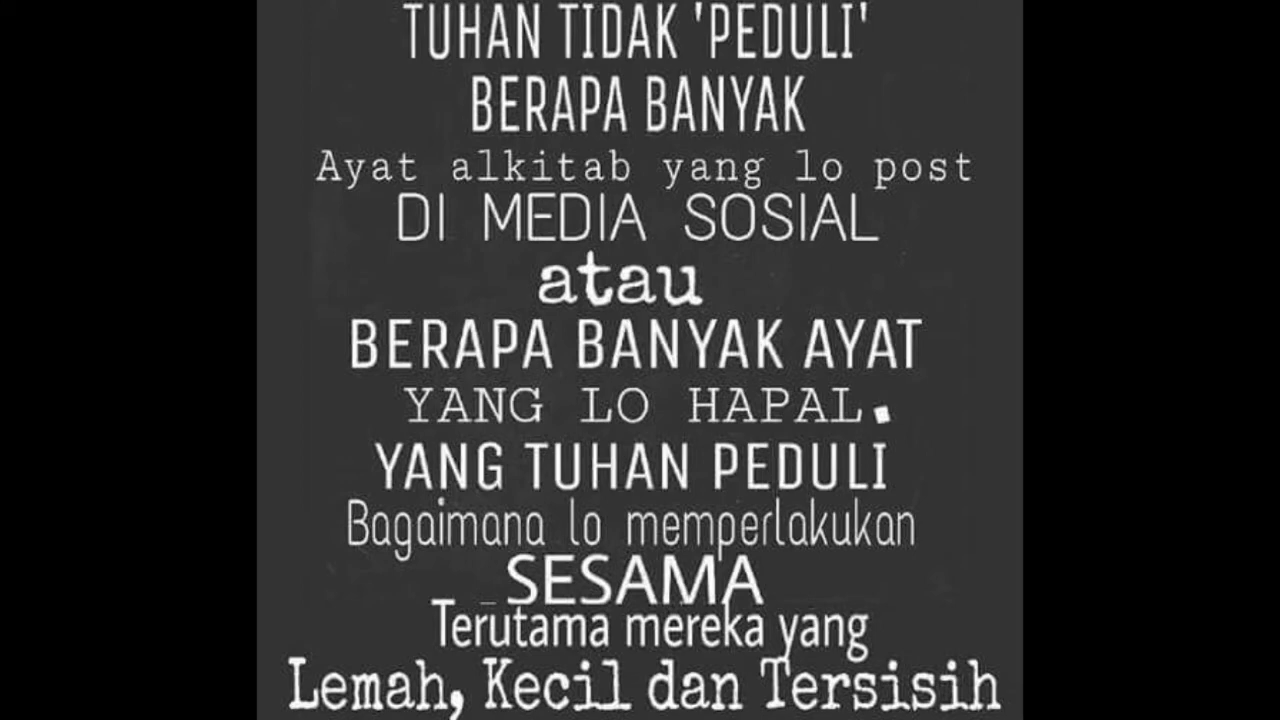 TUHAN TIDAK 'PEDULI'
BERAPA BANYAK
Ayat alkitab yang lo post
DI MEDIA SOSIAL
atau
BERAPA BANYAK AYAT
YANG LO HAPAL.
YANG TUHAN PEDULI
Bagaimana lo memperlakukan
SESAMA
Terutama mereka yang
Lemah, Kecil dan Tersisih